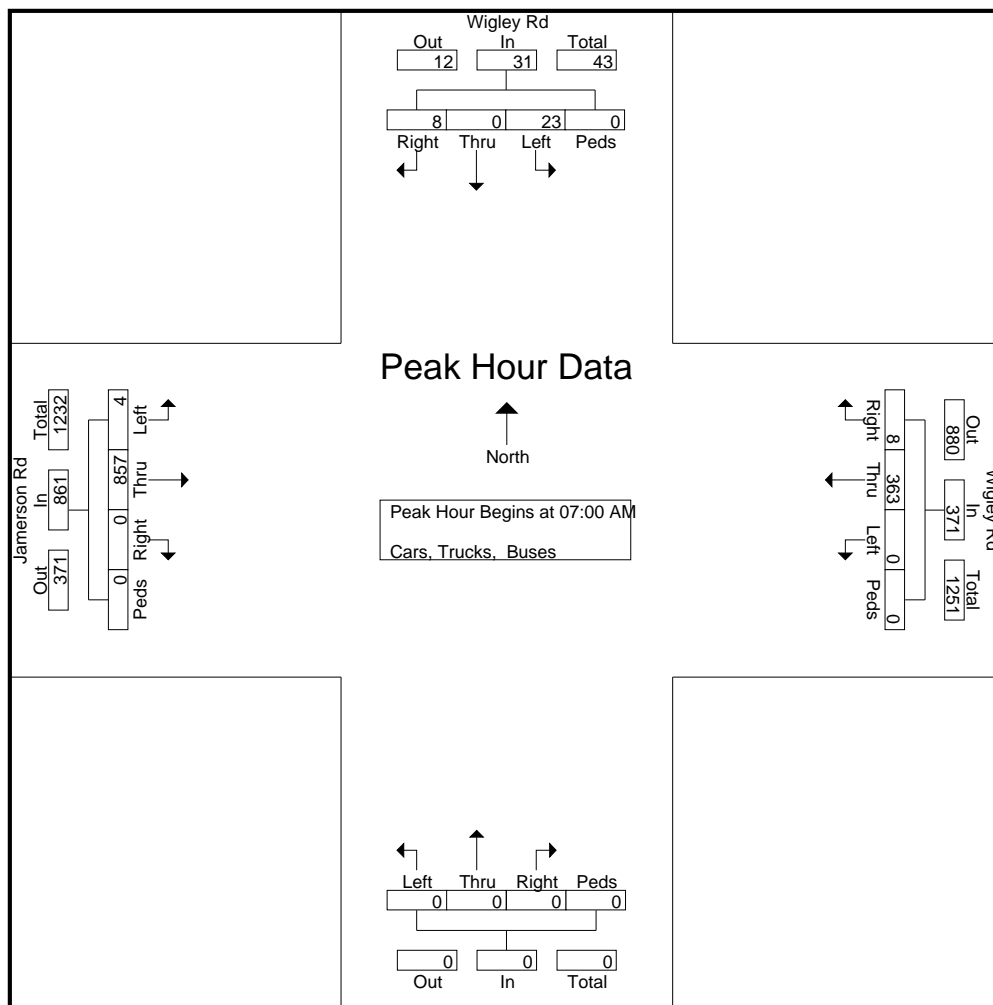 Wigley Rd
Out In Total
12 31 43
8 0 23 0
Right Thru Left Peds
Peak Hour Data
North
Peak Hour Begins at 07:00 AM
Cars, Trucks, Buses
Jamerson Rd
Out In Total
371 861 1232
0 0 857 4
Peds Right Thru Left
Wigley Rd
Out In Total
880 371 1251
Right Thru Left Peds
8 363 0 0
Left Thru Right Peds
0 0 0 0
0 0 0
Out In Total